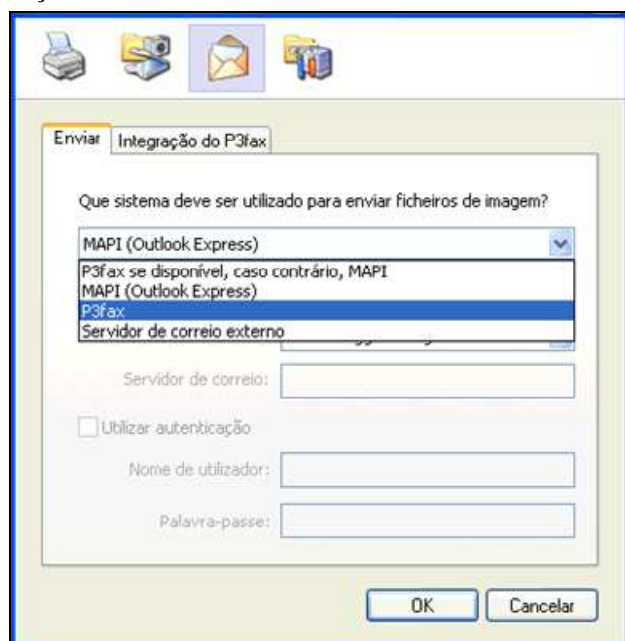 Enviar
Integração do P3fax
Que sistema deve ser utilizado para enviar ficheiros de imagem?
MAPI (Outlook Express)
P3fax se disponível, caso contrário, MAPI
MAPI (Outlook Express)
P3fax
Servidor de correio externo
Servidor de correio:
Utilizar autenticação
Nome de utilizador:
Palavra-passe:
OK
Cancelar